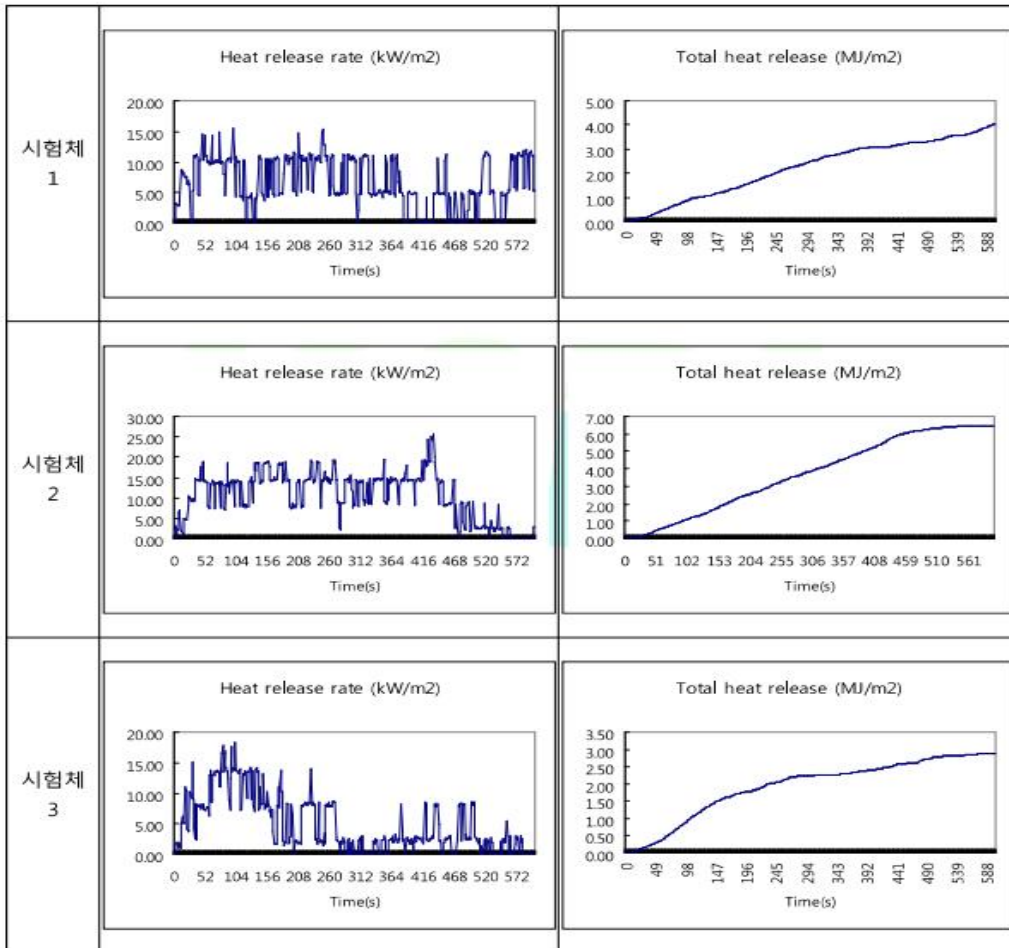 시험체
1
Heat release rate (kW/m2)
20.00
15.00
10.00
5.00
0.00
0 52 104 156 208 260 312 364 416 468 520 572
Time(s)
Total heat release (MJ/m2)
5.00
4.00
3.00
2.00
1.00
0.00
0 49 98 147 196 245 294 343 392 441 490 539 588
Time(s)
시험체
2
Heat release rate (kW/m2)
30.00
25.00
20.00
15.00
10.00
5.00
0.00
0 52 104 156 208 260 312 364 416 468 520 572
Time(s)
Total heat release (MJ/m2)
7.00
6.00
5.00
4.00
3.00
2.00
1.00
0.00
0 51 102 153 204 255 306 357 408 459 510 561
Time(s)
시험체
3
Heat release rate (kW/m2)
20.00
15.00
10.00
5.00
0.00
0 52 104 156 208 260 312 364 416 468 520 572
Time(s)
Total heat release (MJ/m2)
3.50
3.00
2.50
2.00
1.50
1.00
0.50
0.00
0 49 98 147 196 245 294 343 392 441 490 539 588
Time(s)